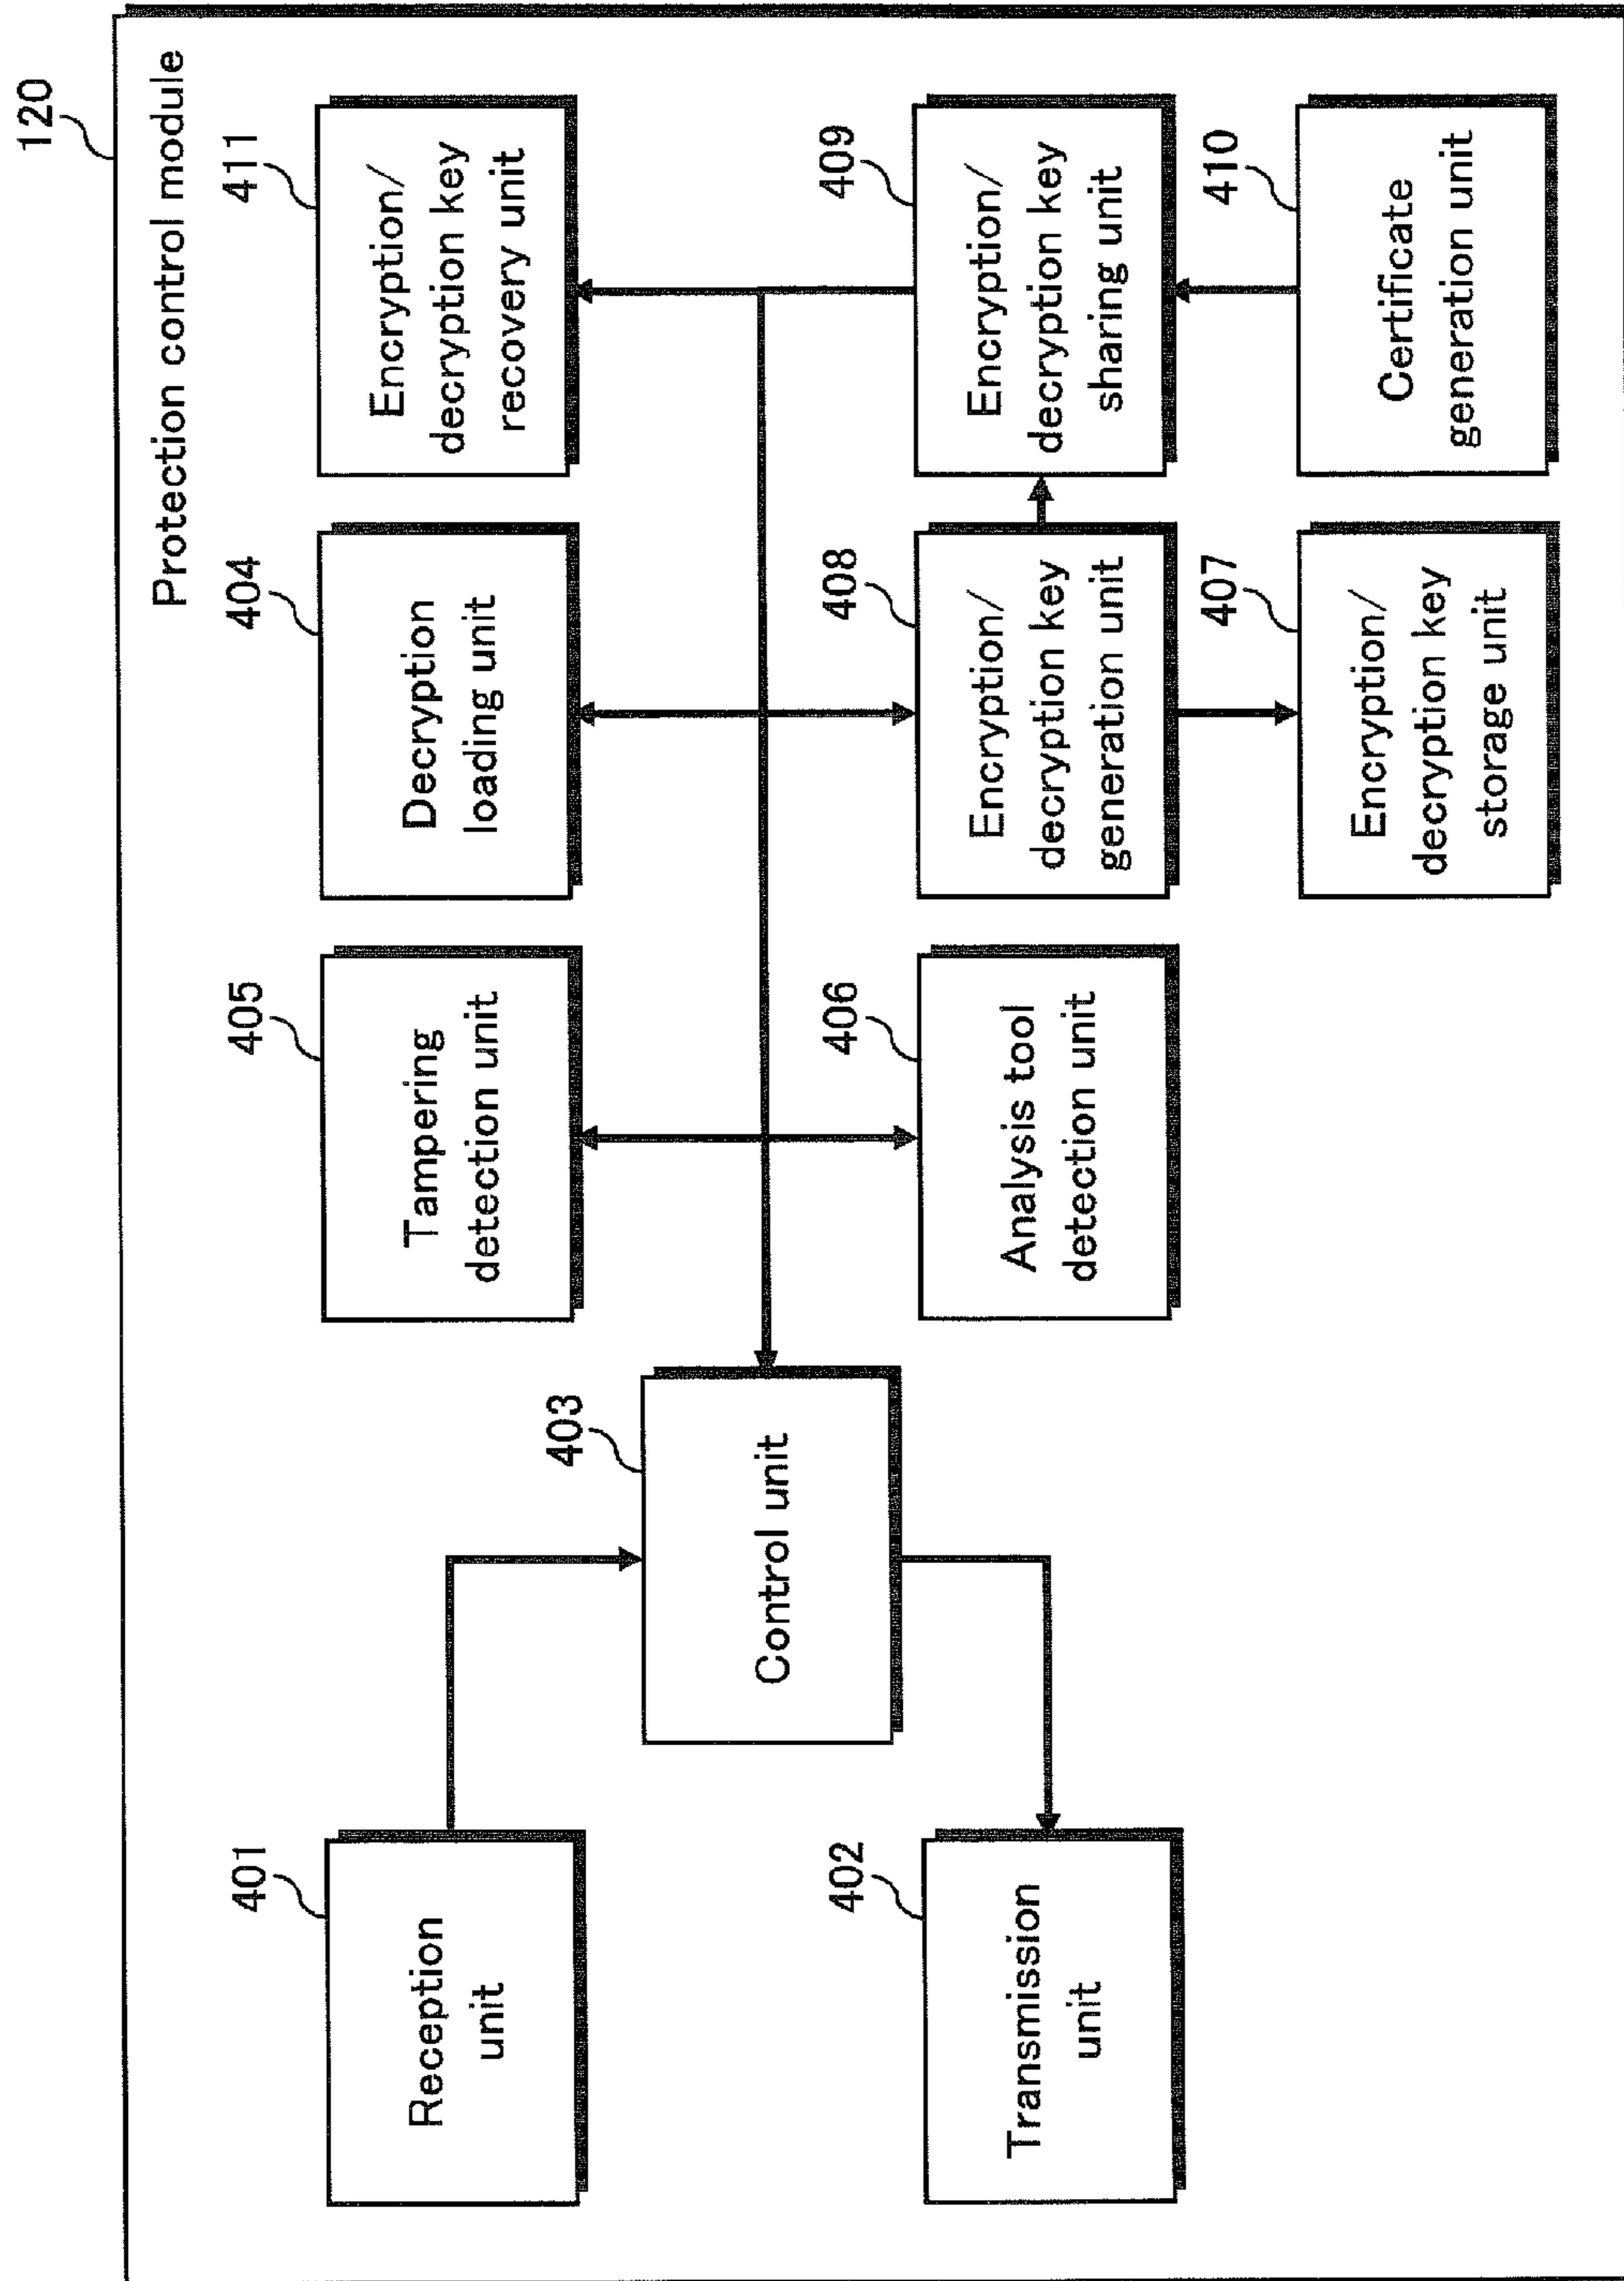 120
Protection control module
401
Reception
unit
402
Transmission
unit
403
Control unit
405
Tampering
detection unit
406
Analysis tool
detection unit
404
Decryption
loading unit
408
Encryption/
decryption key
generation unit
407
Encryption/
decryption key
storage unit
411
Encryption/
decryption key
recovery unit
409
Encryption/
decryption key
sharing unit
410
Certificate
generation unit